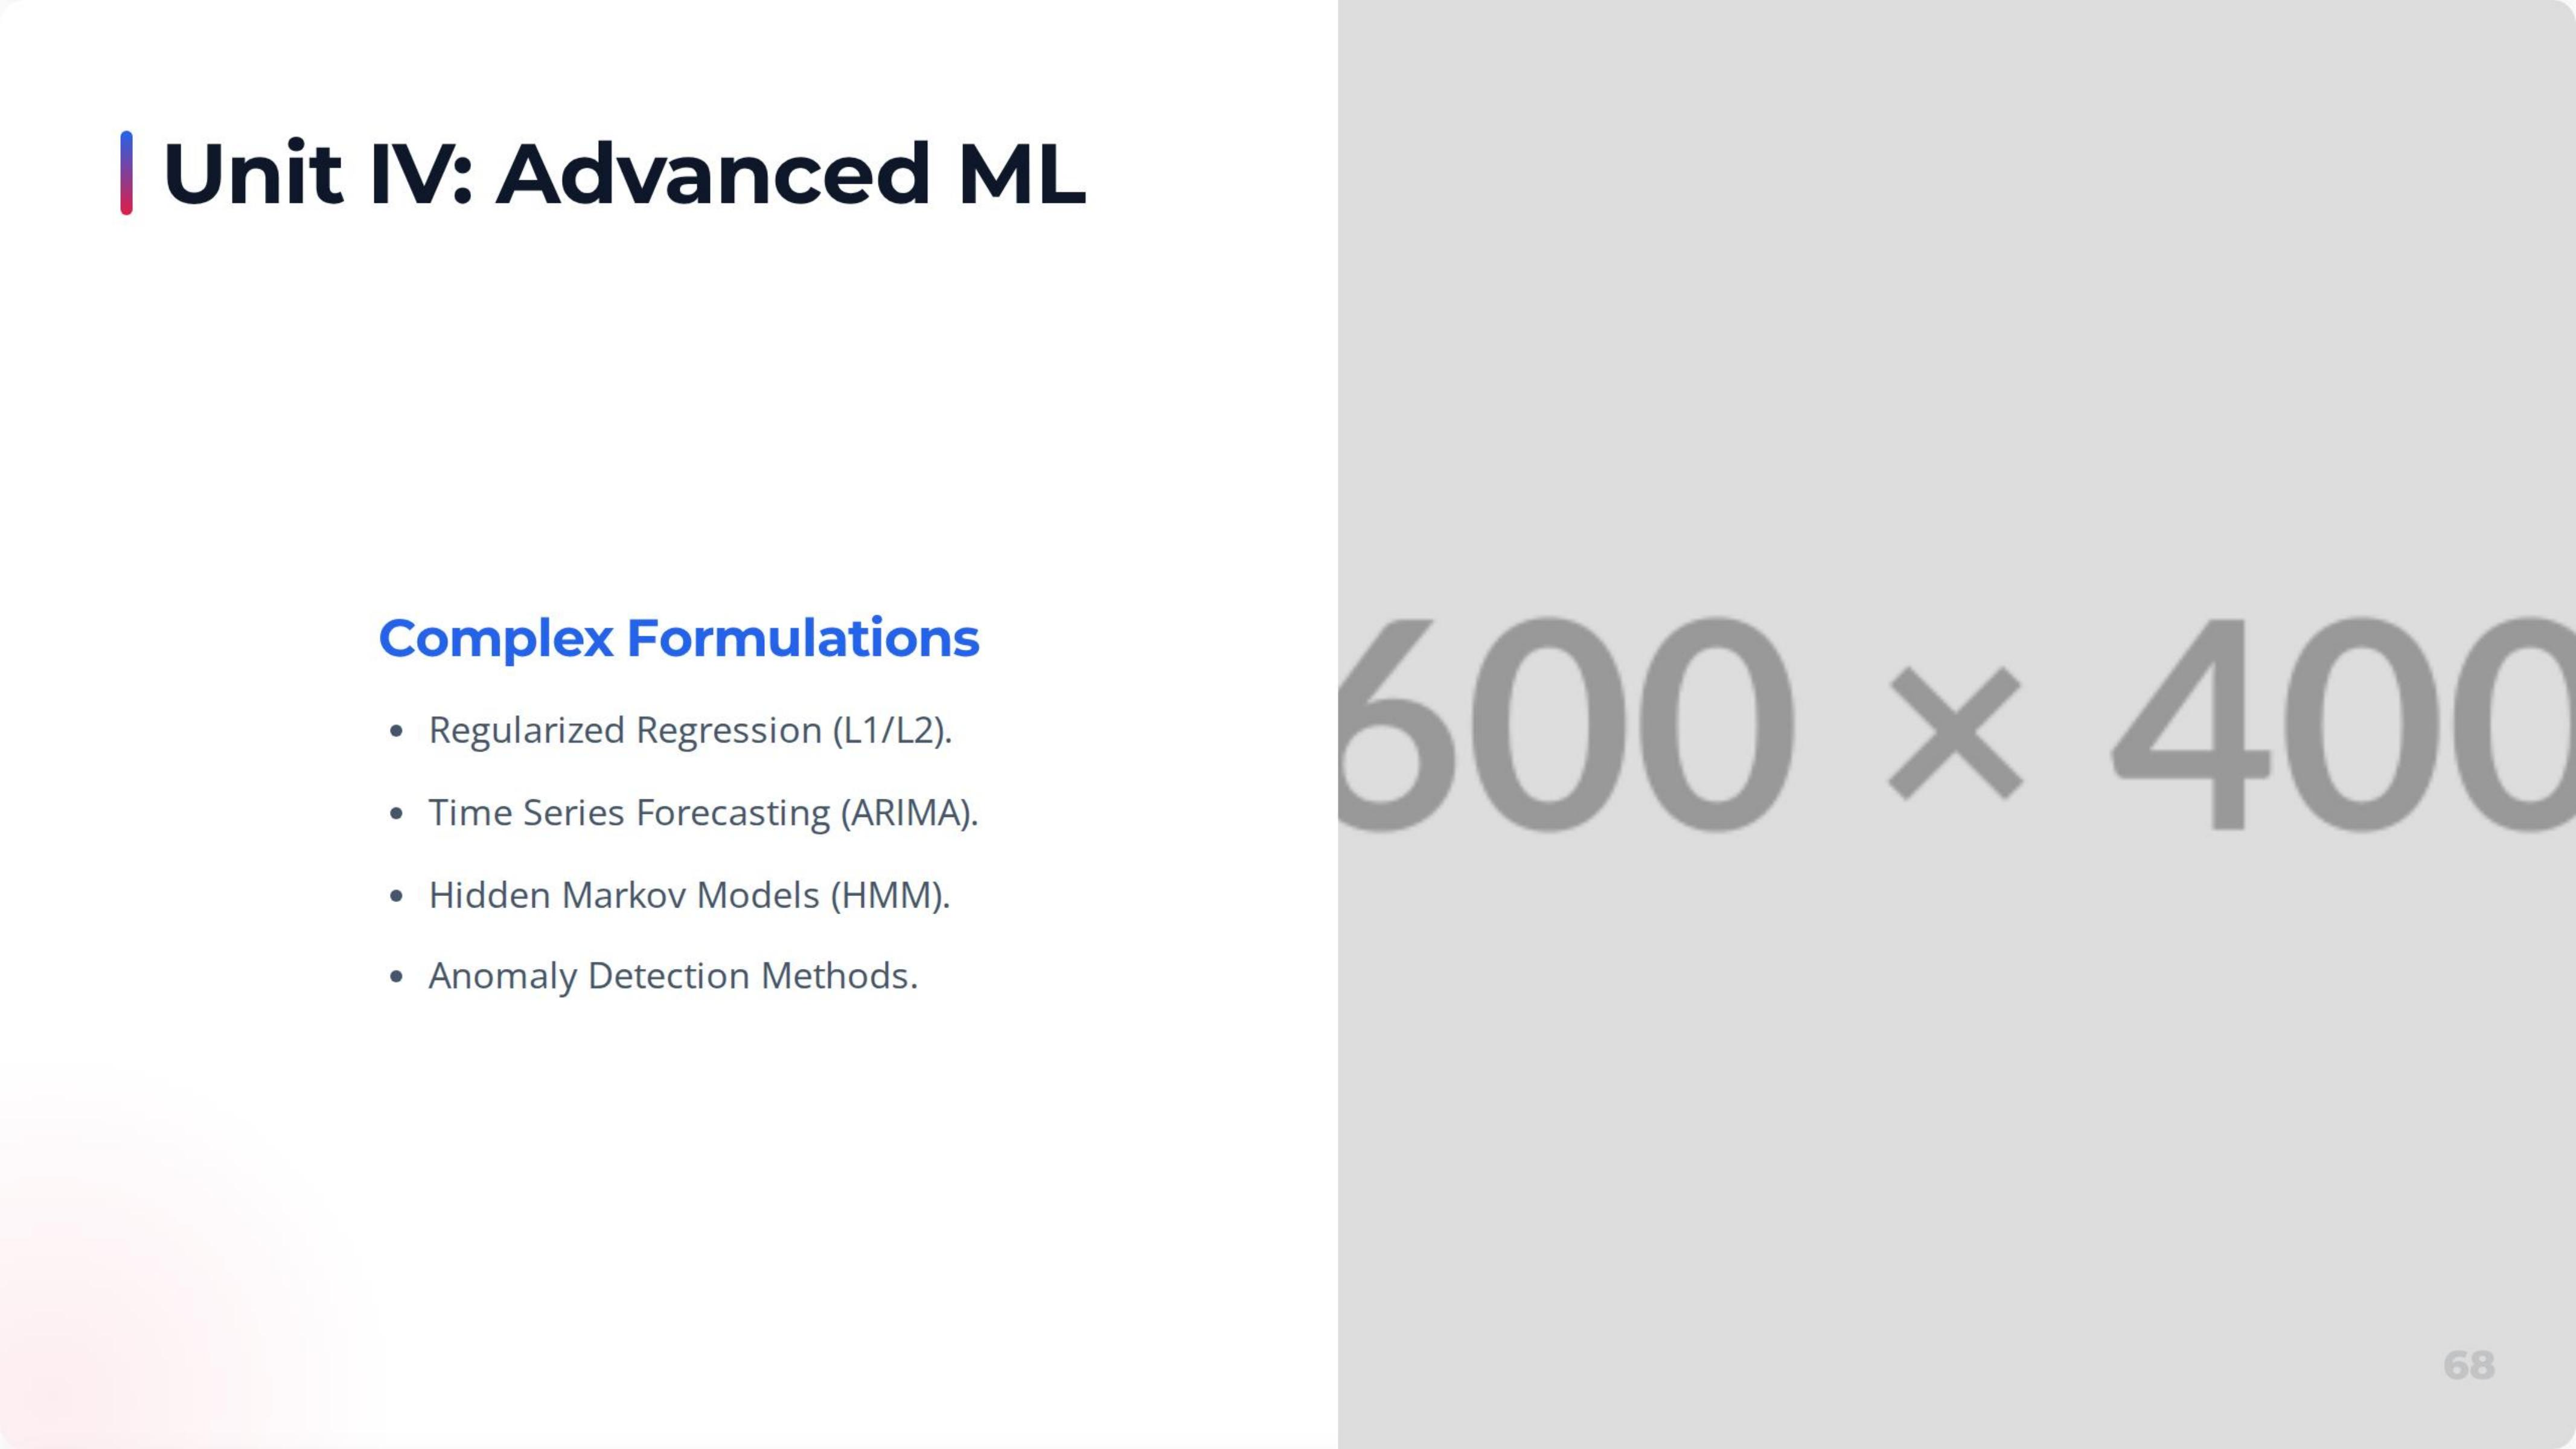 Unit IV: Advanced ML
Complex Formulations
• Regularized Regression (L1/L2).
• Time Series Forecasting (ARIMA).
• Hidden Markov Models (HMM).
• Anomaly Detection Methods.
600 × 400
68